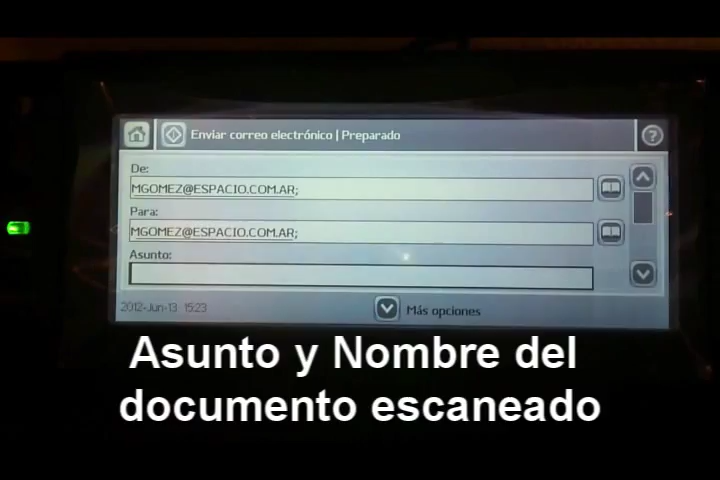 Enviar correo electrónico | Preparado
?
De:
MGOMEZ@ESPACIO.COM.AR;
Para:
MGOMEZ@ESPACIO.COM.AR;
Asunto:
2012-Jun-13 15:23
Más opciones
Asunto y Nombre del
documento escaneado